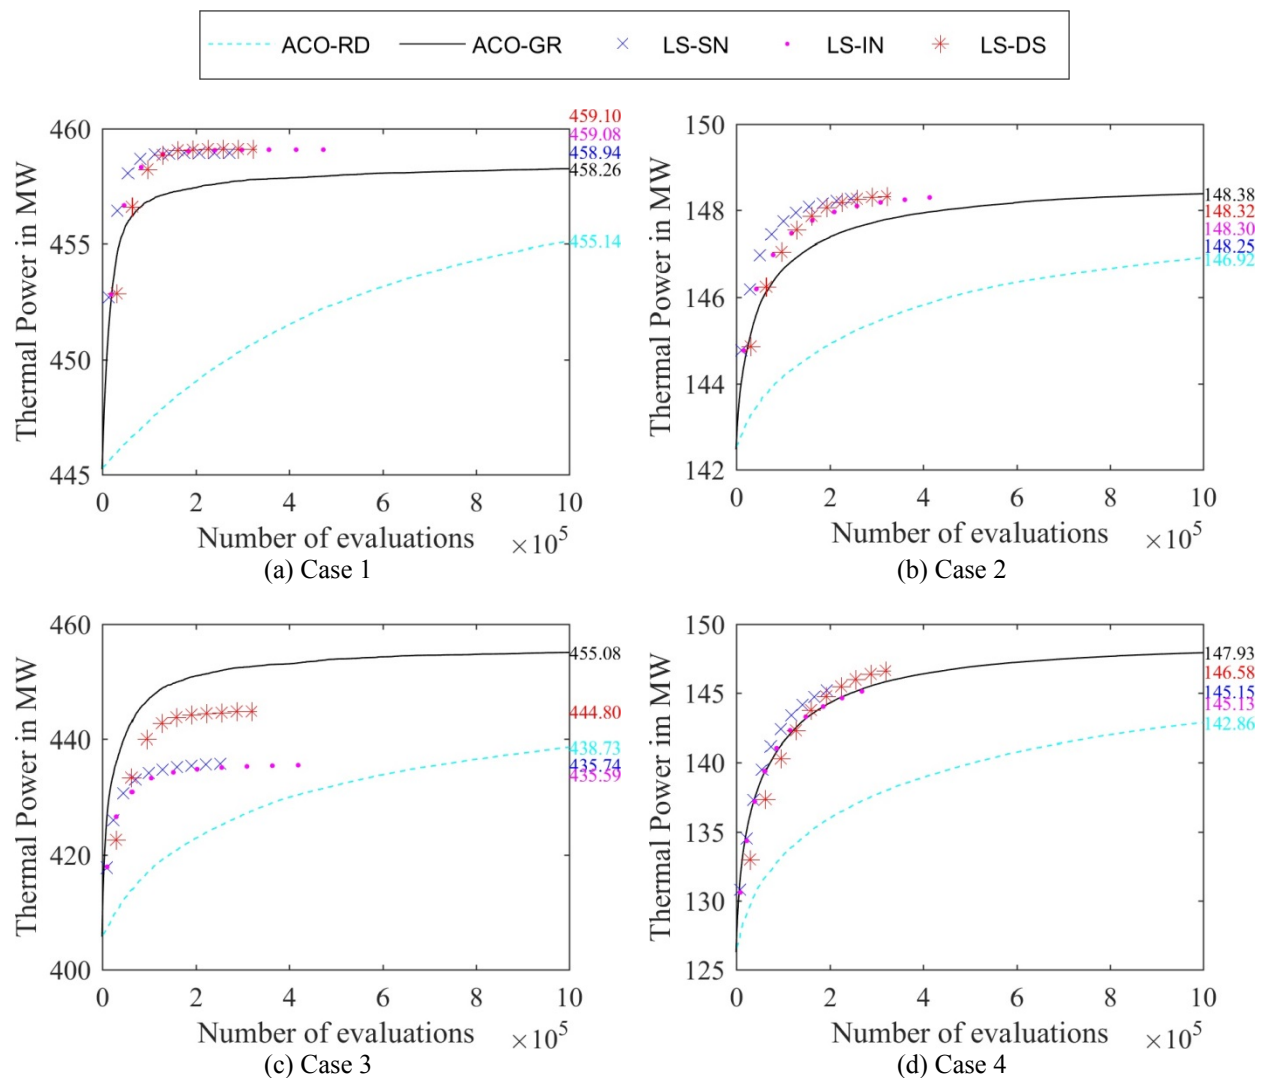 ACO-RD ACO-GR LS-SN LS-IN LS-DS
460
455
450
445
Thermal Power in MW
0 2 4 6 8 10
Number of evaluations ×10^5
459.10
459.08
458.94
458.26
455.14
(a) Case 1
150
148
146
144
142
Thermal Power in MW
0 2 4 6 8 10
Number of evaluations ×10^5
148.38
148.32
148.30
148.25
146.92
(b) Case 2
460
440
420
400
Thermal Power in MW
0 2 4 6 8 10
Number of evaluations ×10^5
455.08
444.80
438.73
435.74
435.59
(c) Case 3
150
145
140
135
130
125
Thermal Power im MW
0 2 4 6 8 10
Number of evaluations ×10^5
147.93
146.58
145.15
145.13
142.86
(d) Case 4